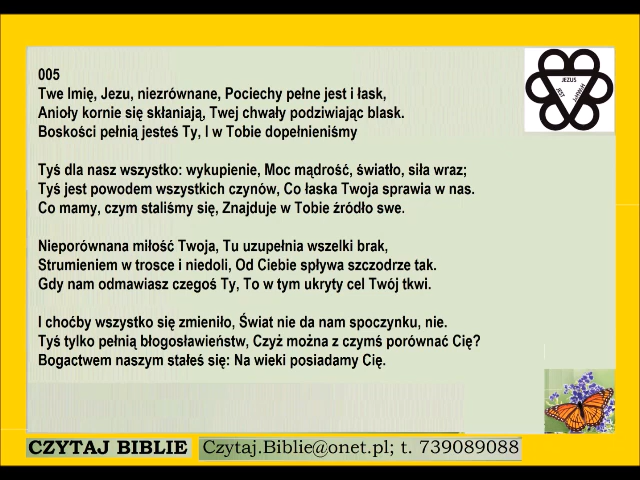 005
Twe Imię, Jezu, niezrównane, Pociechy pełne jest i łask,
Anioły kornie się skłaniają, Twej chwały podziwiając blask.
Boskości pełnią jesteś Ty, I w Tobie dopełnieniśmy
Tyś dla nasz wszystko: wykupienie, Moc mądrość, światło, siła wraz;
Tyś jest powodem wszystkich czynów, Co łaska Twoja sprawia w nas.
Co mamy, czym staliśmy się, Znajduje w Tobie źródło swe.
Nieporównana miłość Twoja, Tu uzupełnia wszelki brak,
Strumieniem w trosce i niedoli, Od Ciebie spływa szczodrze tak.
Gdy nam odmawiasz czegoś Ty, To w tym ukryty cel Twój tkwi.
I choćby wszystko się zmieniło, Świat nie da nam spoczynku, nie.
Tyś tylko pełnią błogosławieństw, Czyż można z czymś porównać Cię?
Bogactwem naszym stałeś się: Na wieki posiadamy Cię.
JEZUS
JEST
CZYTAJ BIBLIE
Czytaj.Biblie@onet.pl; t. 739089088